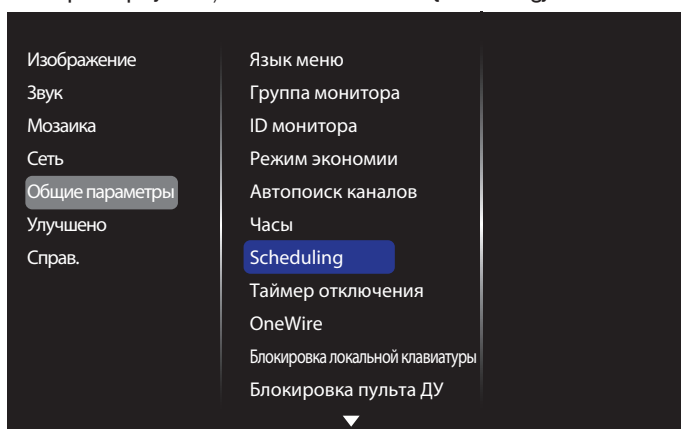 Изображение
Звук
Мозаика
Сеть
Общие параметры
Улучшено
Справ.
Язык меню
Группа монитора
ID монитора
Режим экономии
Автопоиск каналов
Часы
Scheduling
Таймер отключения
OneWire
Блокировка локальной клавиатуры
Блокировка пульта ДУ